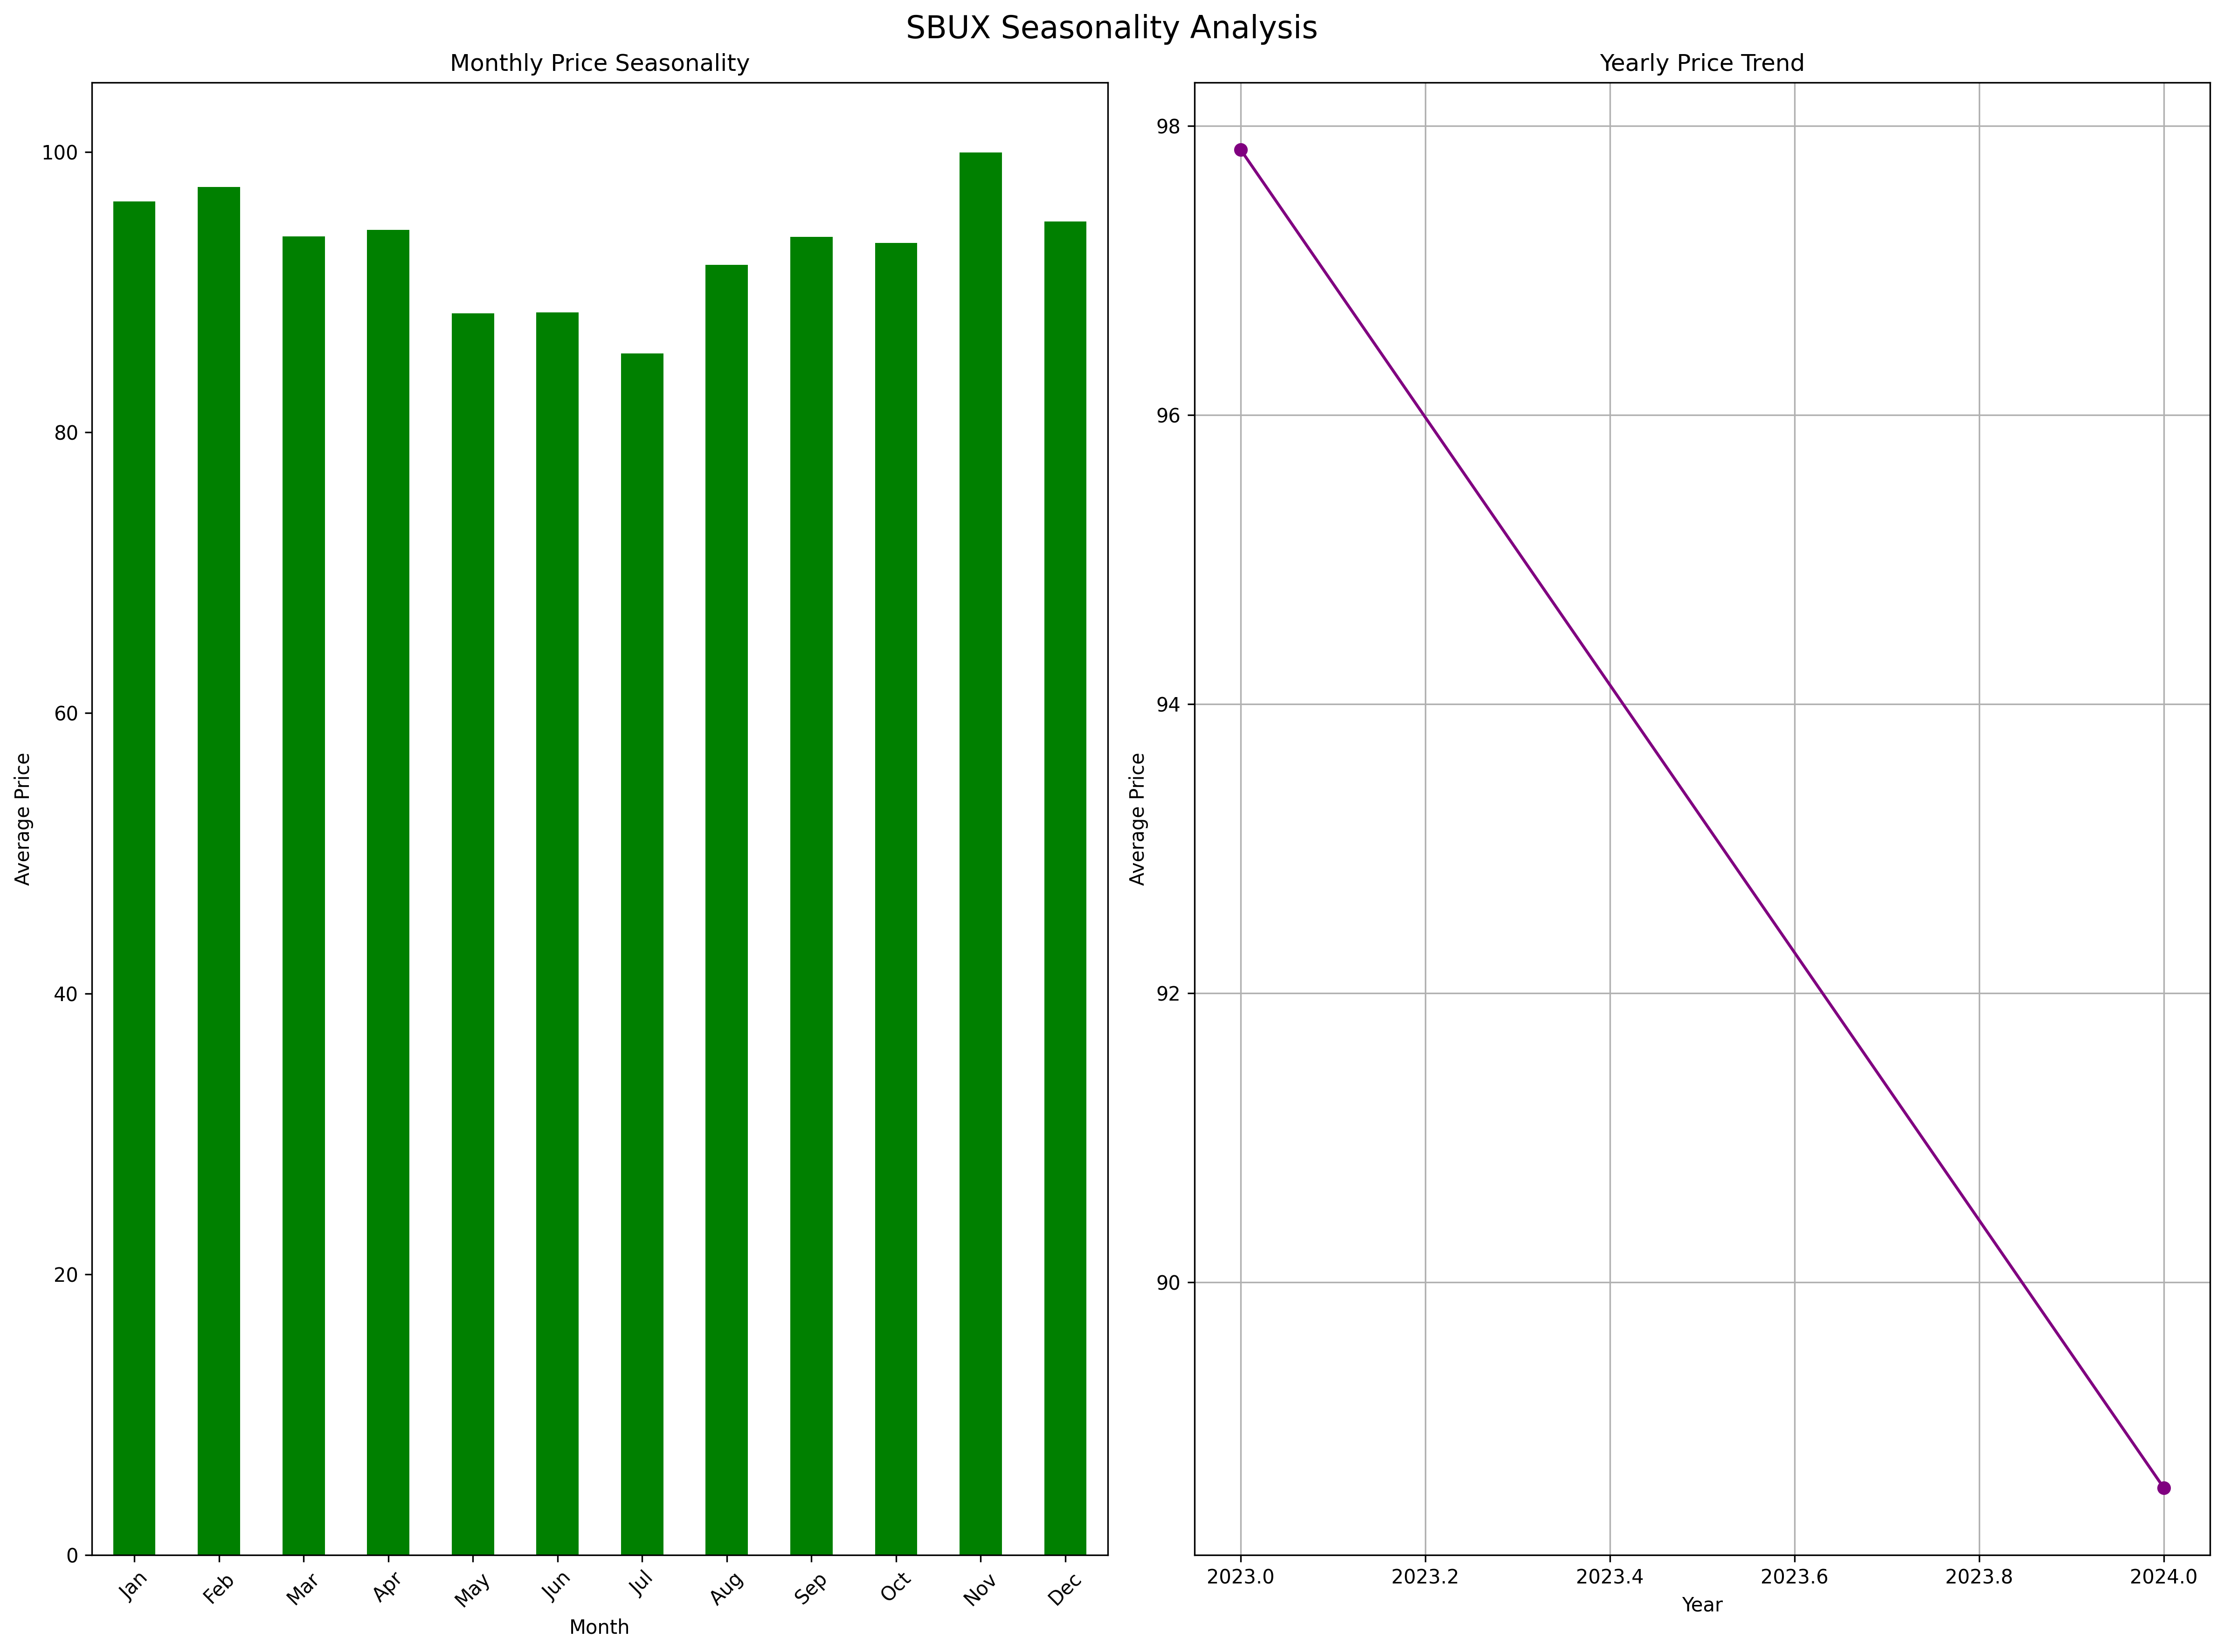 SBUX Seasonality Analysis
Monthly Price Seasonality
Average Price
100
80
60
40
20
0
Jan Feb Mar Apr May Jun Jul Aug Sep Oct Nov Dec
Month
Yearly Price Trend
Average Price
98
96
94
92
90
2023.0 2023.2 2023.4 2023.6 2023.8 2024.0
Year